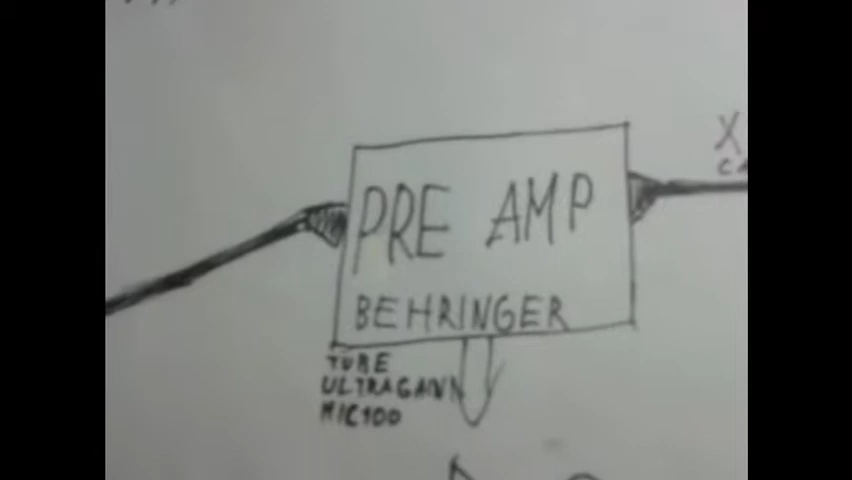 X
PRE AMP
BEHRINGER
TUBE
ULTRAGAIN
MIC100